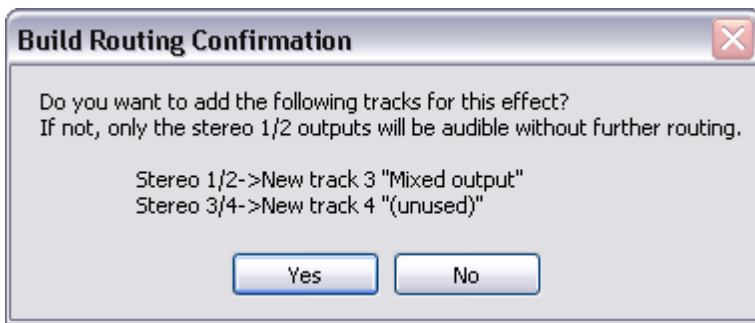 Build Routing Confirmation
Do you want to add the following tracks for this effect?
If not, only the stereo 1/2 outputs will be audible without further routing.
Stereo 1/2->New track 3 "Mixed output"
Stereo 3/4->New track 4 "(unused)"
Yes
No